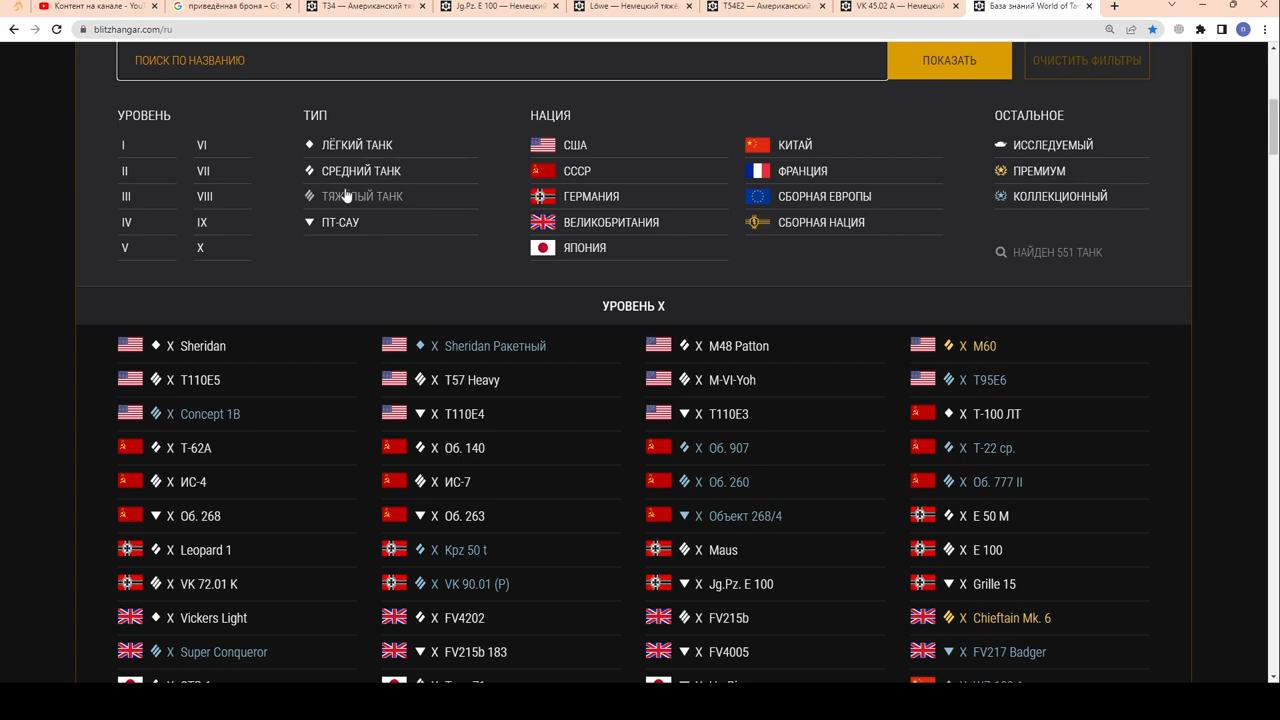 Контент на канале - YouT
приведённая броня - Go
T34 — Американский т
Jg.Pz. E 100 — Немецкий
Löwe — Немецкий тяжё
T54E2 — Американский
VK 45.02 A — Немецкий
База знаний World of Ta
blitzhangar.com/ru
ПОИСК ПО НАЗВАНИЮ
ПОКАЗАТЬ
ОЧИСТИТЬ ФИЛЬТРЫ
УРОВЕНЬ ТИП НАЦИЯ ОСТАЛЬНОЕ
I VI ЛЁГКИЙ ТАНК США КИТАЙ ИССЛЕДУЕМЫЙ
II VII СРЕДНИЙ ТАНК СССР ФРАНЦИЯ ПРЕМИУМ
III VIII ТЯЖЁЛЫЙ ТАНК ГЕРМАНИЯ СБОРНАЯ ЕВРОПЫ КОЛЛЕКЦИОННЫЙ
IV IX ПТ-САУ ВЕЛИКОБРИТАНИЯ СБОРНАЯ НАЦИЯ
V X ЯПОНИЯ НАЙДЕН 551 ТАНК
УРОВЕНЬ X
X Sheridan X Sheridan Ракетный X M48 Patton X M60
X T110E5 X T57 Heavy X M-VI-Yoh X T95E6
X Concept 1B X T110E4 X T110E3 X Т-100 ЛТ
X Т-62А X Об. 140 X Об. 907 X Т-22 ср.
X ИС-4 X ИС-7 X Об. 260 X Об. 777 II
X Об. 268 X Об. 263 X Объект 268/4 X E 50 M
X Leopard 1 X Kpz 50 t X Maus X E 100
X VK 72.01 K X VK 90.01 (P) X Jg.Pz. E 100 X Grille 15
X Vickers Light X FV4202 X FV215b X Chieftain Mk. 6
X Super Conqueror X FV215b 183 X FV4005 X FV217 Badger